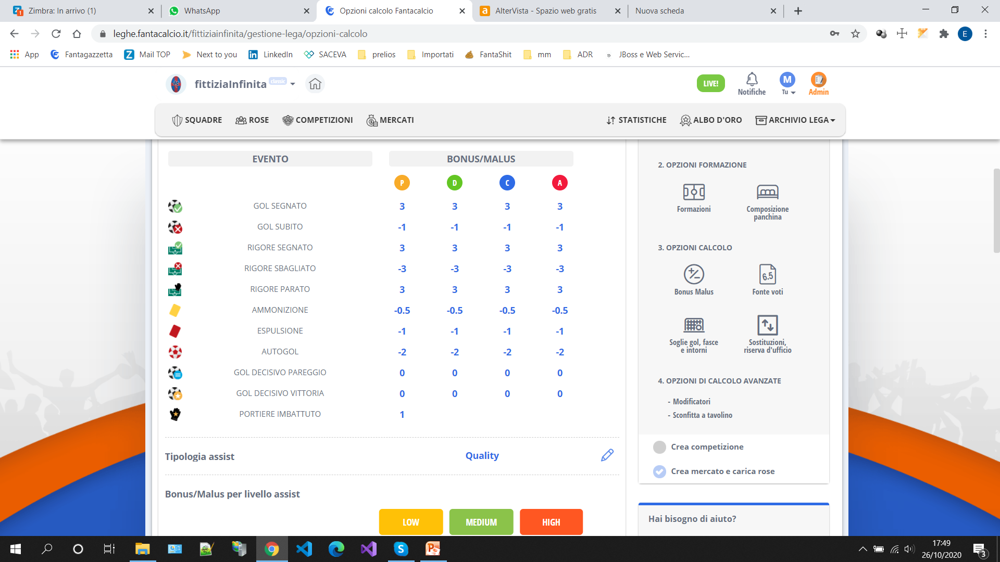 Zimbra: In arrivo (1)
WhatsApp
Opzioni calcolo Fantacalcio
AlterVista - Spazio web gratis
Nuova scheda
leghe.fantacalcio.it/fittiziainfinita/gestione-lega/opzioni-calcolo
E
App
Fantagazzetta
Mail TOP
Next to you
LinkedIn
SACEVA
prelios
Importati
FantaShit
mm
ADR
JBoss e Web Servic...
fittiziaInfinita classic
LIVE!
Notifiche
M
Tu
Admin
SQUADRE
ROSE
COMPETIZIONI
MERCATI
STATISTICHE
ALBO D'ORO
ARCHIVIO LEGA
EVENTO BONUS/MALUS
P D C A
GOL SEGNATO 3 3 3 3
GOL SUBITO -1 -1 -1 -1
RIGORE SEGNATO 3 3 3 3
RIGORE SBAGLIATO -3 -3 -3 -3
RIGORE PARATO 3 3 3 3
AMMONIZIONE -0.5 -0.5 -0.5 -0.5
ESPULSIONE -1 -1 -1 -1
AUTOGOL -2 -2 -2 -2
GOL DECISIVO PAREGGIO 0 0 0 0
GOL DECISIVO VITTORIA 0 0 0 0
PORTIERE IMBATTUTO 1
Tipologia assist Quality
Bonus/Malus per livello assist
LOW MEDIUM HIGH
2. OPZIONI FORMAZIONE
Formazioni
Composizione
panchina
3. OPZIONI CALCOLO
Bonus Malus
6.5
Fonte voti
Soglie gol, fasce
e intorni
Sostituzioni,
riserva d'ufficio
4. OPZIONI DI CALCOLO AVANZATE
- Modificatori
- Sconfitta a tavolino
Crea competizione
Crea mercato e carica rose
Hai bisogno di aiuto?
17:49
26/10/2020
3